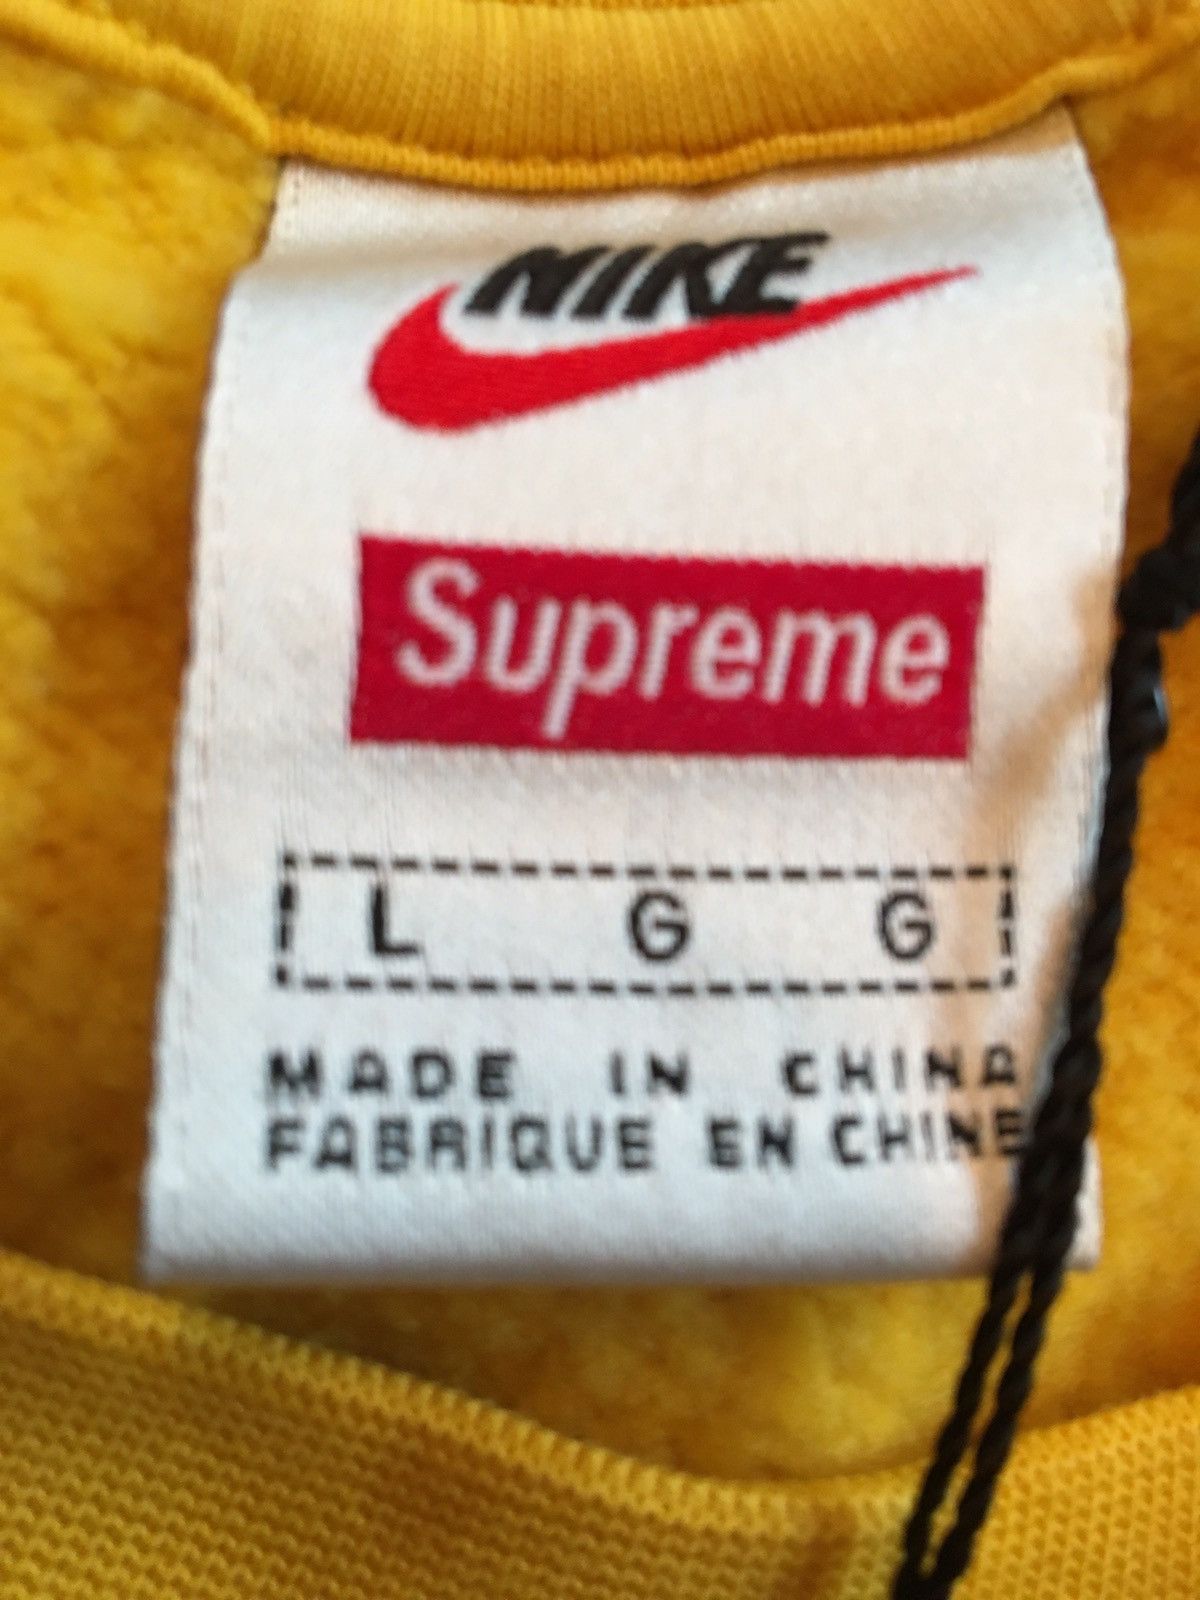 NIKE
Supreme
L G G
MADE IN CHINA
FABRIQUE EN CHINE